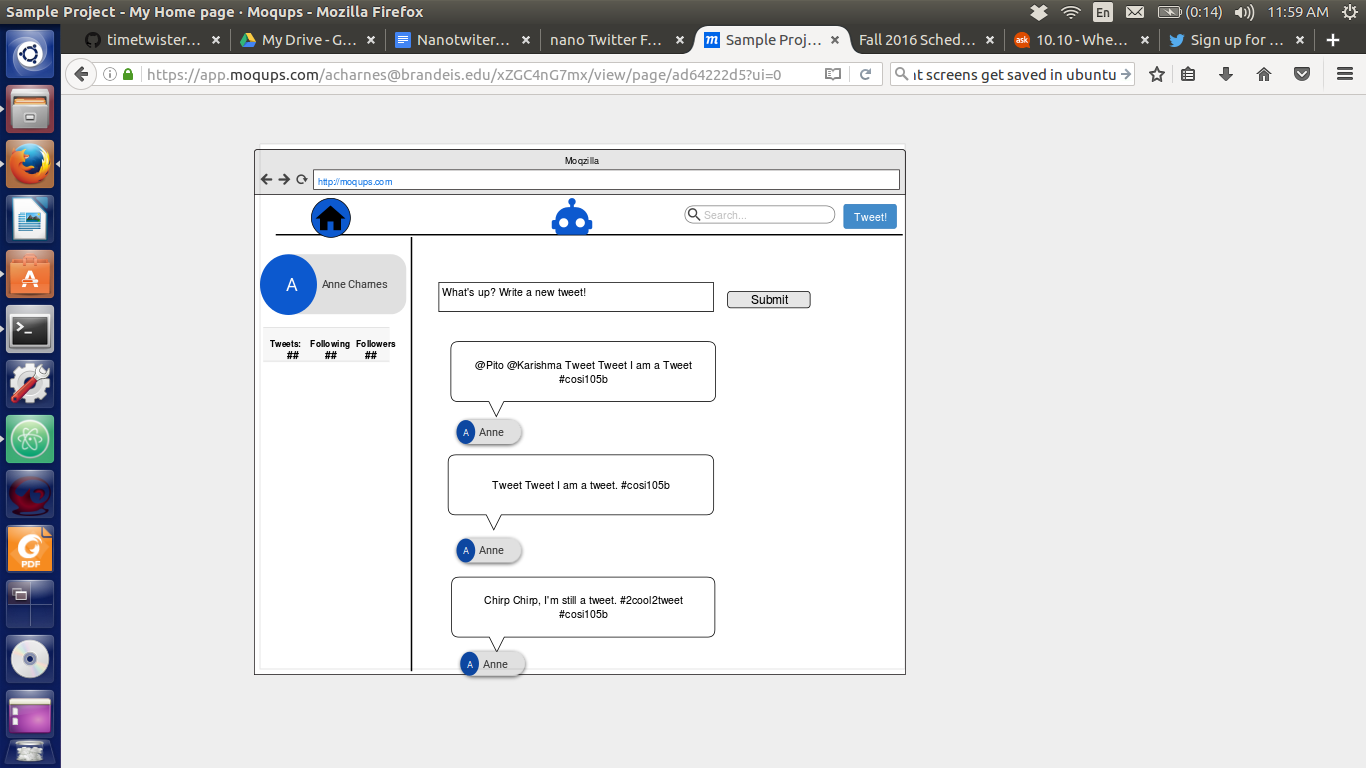 Sample Project - My Home page · Moqups - Mozilla Firefox
En
(0:14)
11:59 AM
timetwister...
My Drive - G...
Nanotwiter...
nano Twitter F...
Sample Proj...
Fall 2016 Sched...
ask
10.10 - Whe...
Sign up for ...
https://app.moqups.com/acharnes@brandeis.edu/xZGC4nG7mx/view/page/ad64222d5?ui=0
t screens get saved in ubuntu
Moqzilla
http://moqups.com
Search...
Tweet!
A
Anne Charnes
Tweets: Following Followers
## ## ##
What's up? Write a new tweet!
Submit
@Pito @Karishma Tweet Tweet I am a Tweet
#cosi105b
A Anne
Tweet Tweet I am a tweet. #cosi105b
A Anne
Chirp Chirp, I'm still a tweet. #2cool2tweet
#cosi105b
A Anne
PDF